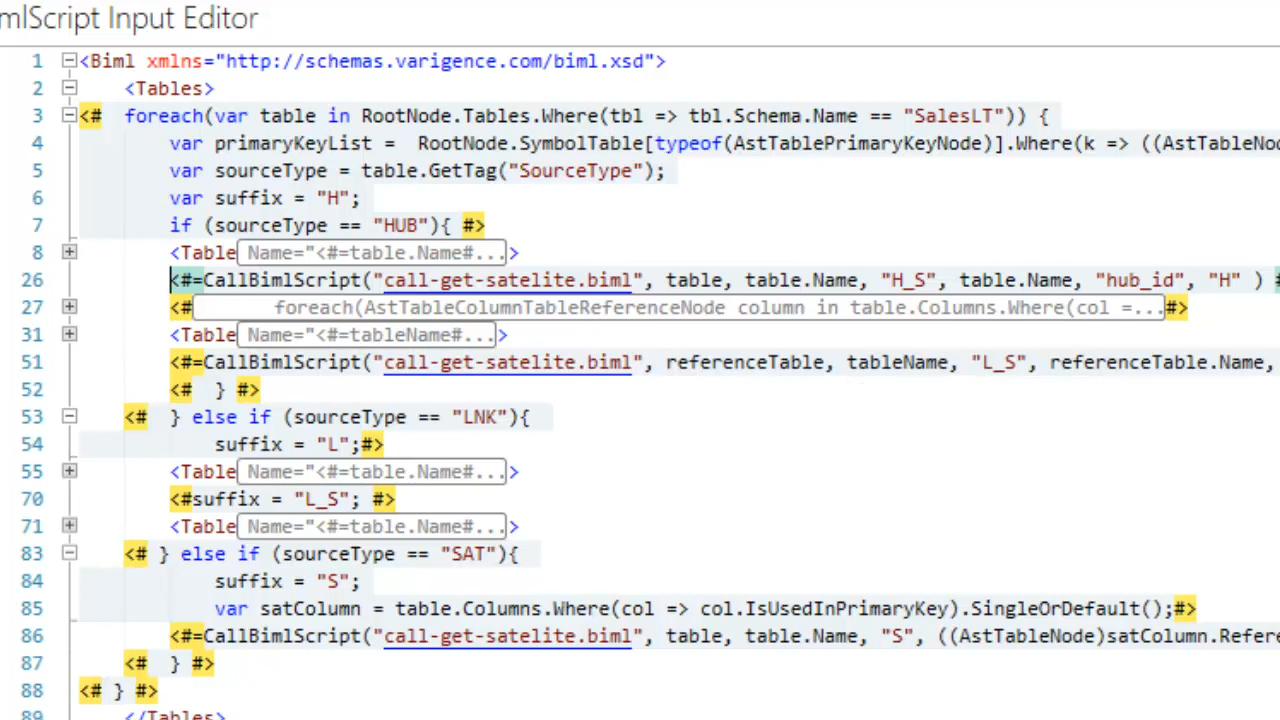 mlScript Input Editor
1 <Biml xmlns="http://schemas.varigence.com/biml.xsd">
2 <Tables>
3 <# foreach(var table in RootNode.Tables.Where(tbl => tbl.Schema.Name == "SalesLT")) {
4 var primaryKeyList = RootNode.SymbolTable[typeof(AstTablePrimaryKeyNode)].Where(k => ((AstTableNo
5 var sourceType = table.GetTag("SourceType");
6 var suffix = "H";
7 if (sourceType == "HUB"){ #>
8 <Table Name="<#=table.Name#...>
26 <#=CallBimlScript("call-get-satelite.biml", table, table.Name, "H_S", table.Name, "hub_id", "H" ) #
27 <# foreach(AstTableColumnTableReferenceNode column in table.Columns.Where(col =...#>
31 <Table Name="<#=tableName#...>
51 <#=CallBimlScript("call-get-satelite.biml", referenceTable, tableName, "L_S", referenceTable.Name,
52 <# } #>
53 <# } else if (sourceType == "LNK"){
54 suffix = "L";#>
55 <Table Name="<#=table.Name#...>
70 <#suffix = "L_S"; #>
71 <Table Name="<#=table.Name#...>
83 <# } else if (sourceType == "SAT"){
84 suffix = "S";
85 var satColumn = table.Columns.Where(col => col.IsUsedInPrimaryKey).SingleOrDefault();#>
86 <#=CallBimlScript("call-get-satelite.biml", table, table.Name, "S", ((AstTableNode)satColumn.Refere
87 <# } #>
88 <# } #>
89 </Tables>